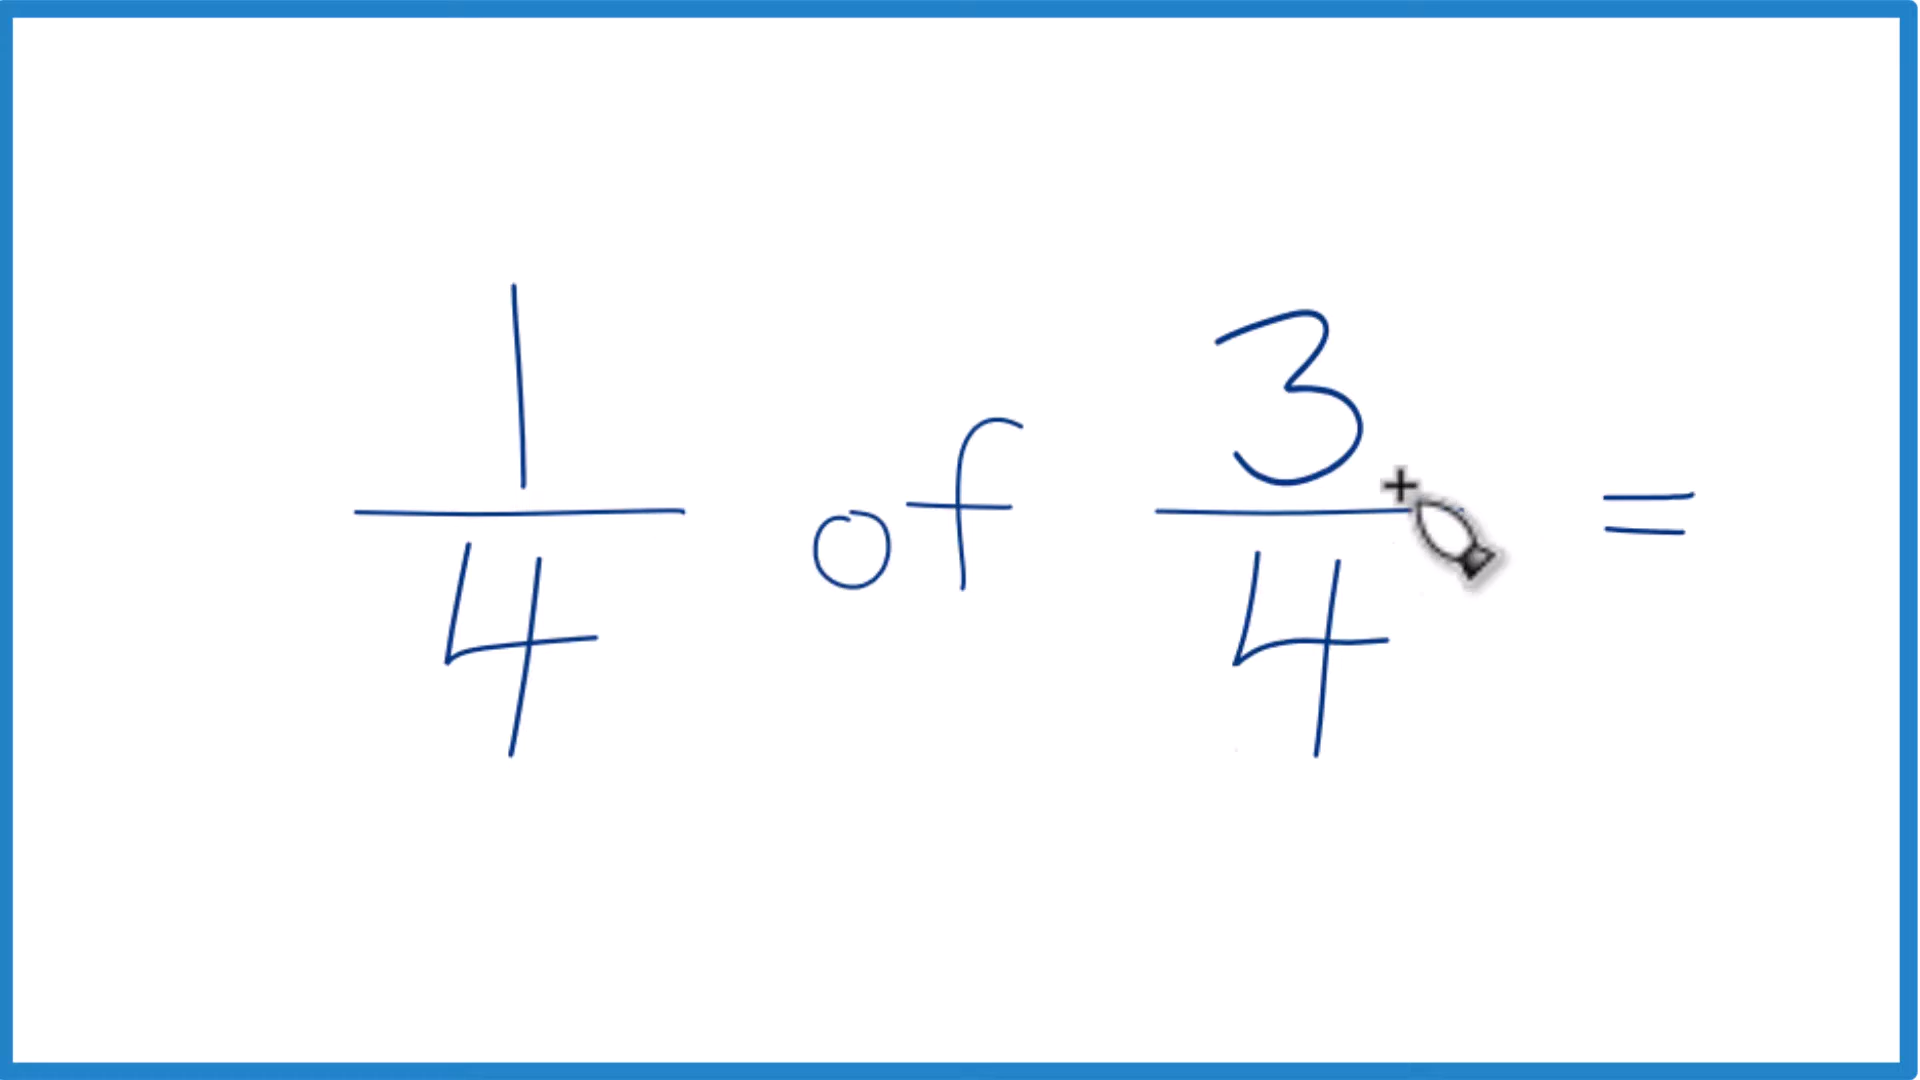 1/4 of 3/4 =